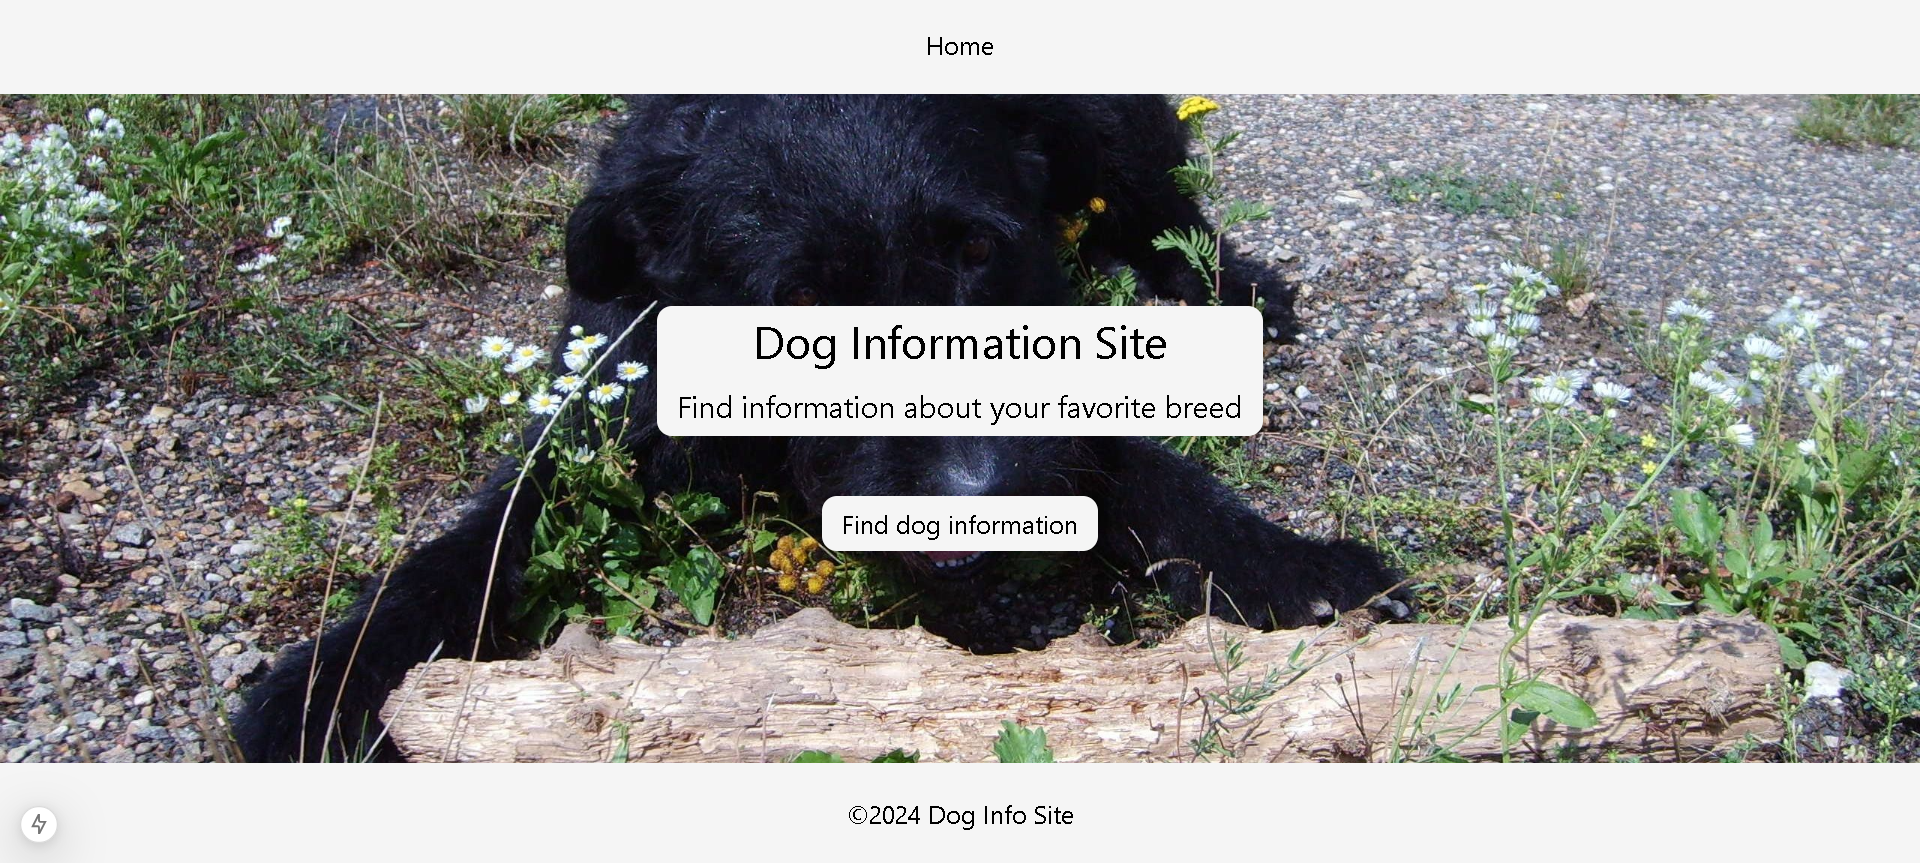 Home
Dog Information Site
Find information about your favorite breed
Find dog information
©2024 Dog Info Site